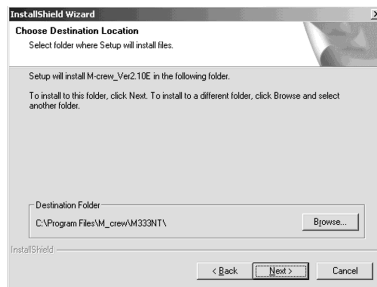 InstallShield Wizard
Choose Destination Location
Select folder where Setup will install files.
Setup will install M-crew_Ver2.10E in the following folder.
To install to this folder, click Next. To install to a different folder, click Browse and select
another folder.
Destination Folder
C:\Program Files\M_crew\M333NT\
Browse...
InstallShield
< Back
Next >
Cancel